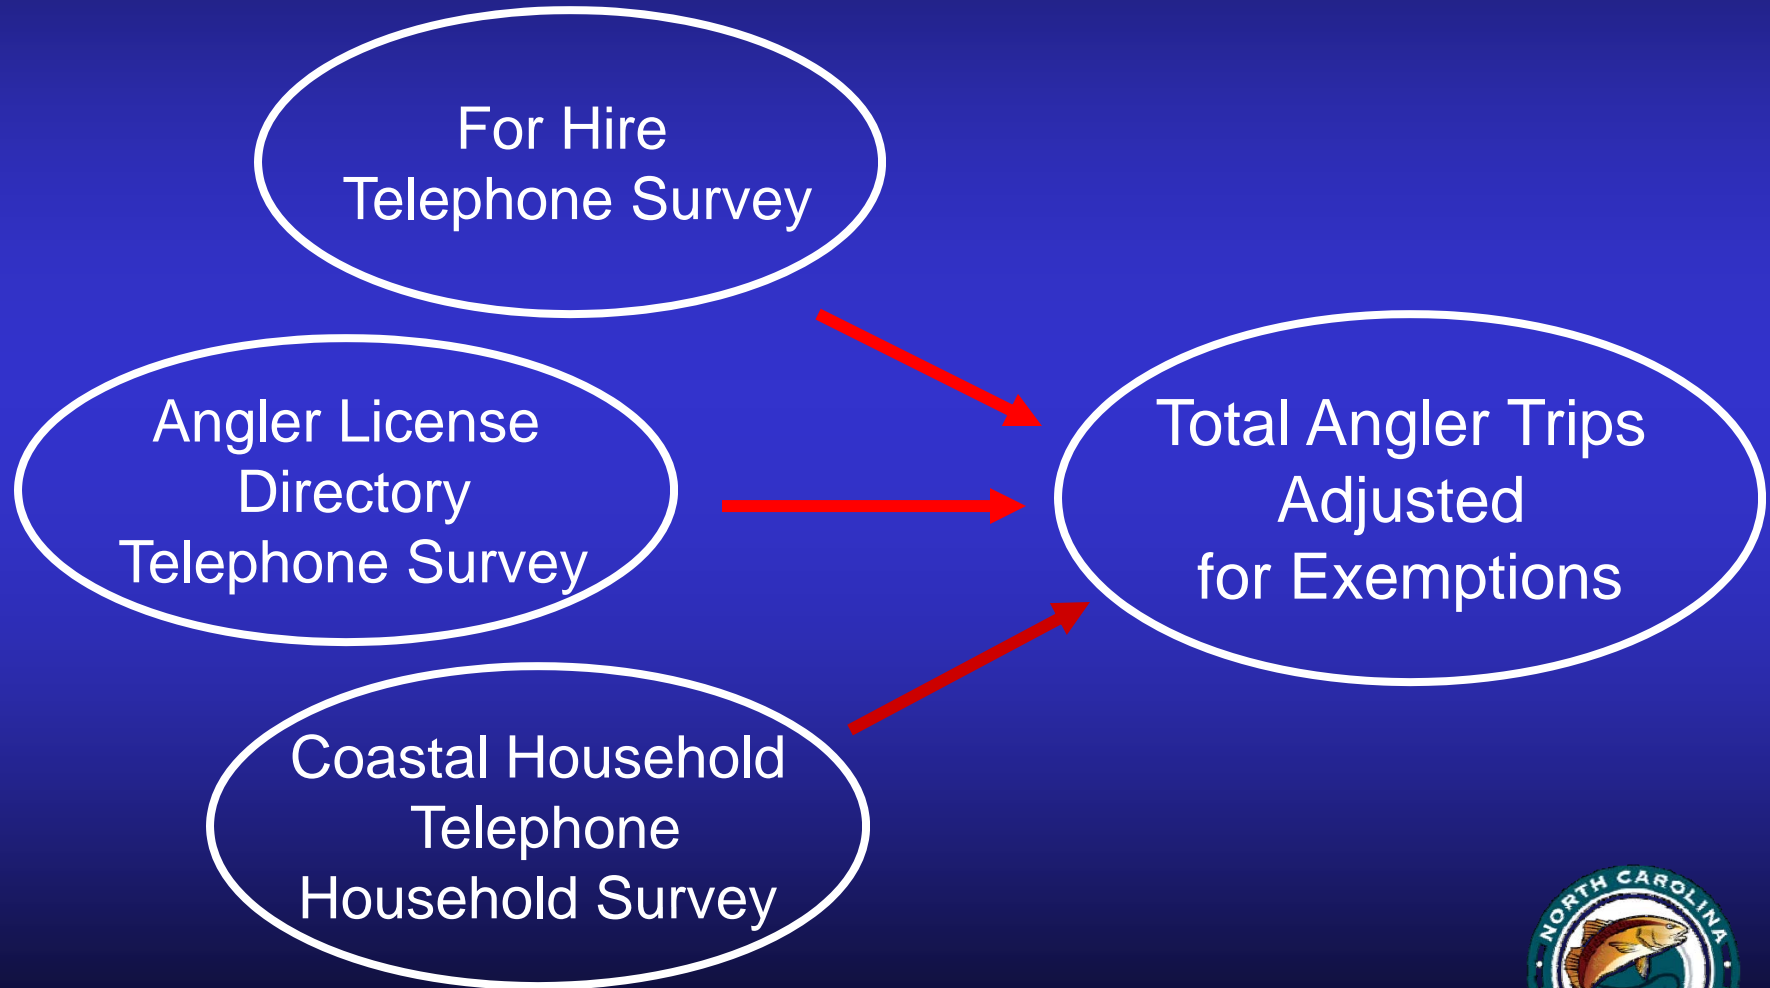 For Hire
Telephone Survey
Angler License
Directory
Telephone Survey
Total Angler Trips
Adjusted
for Exemptions
Coastal Household
Telephone
Household Survey
NORTH CAROLINA